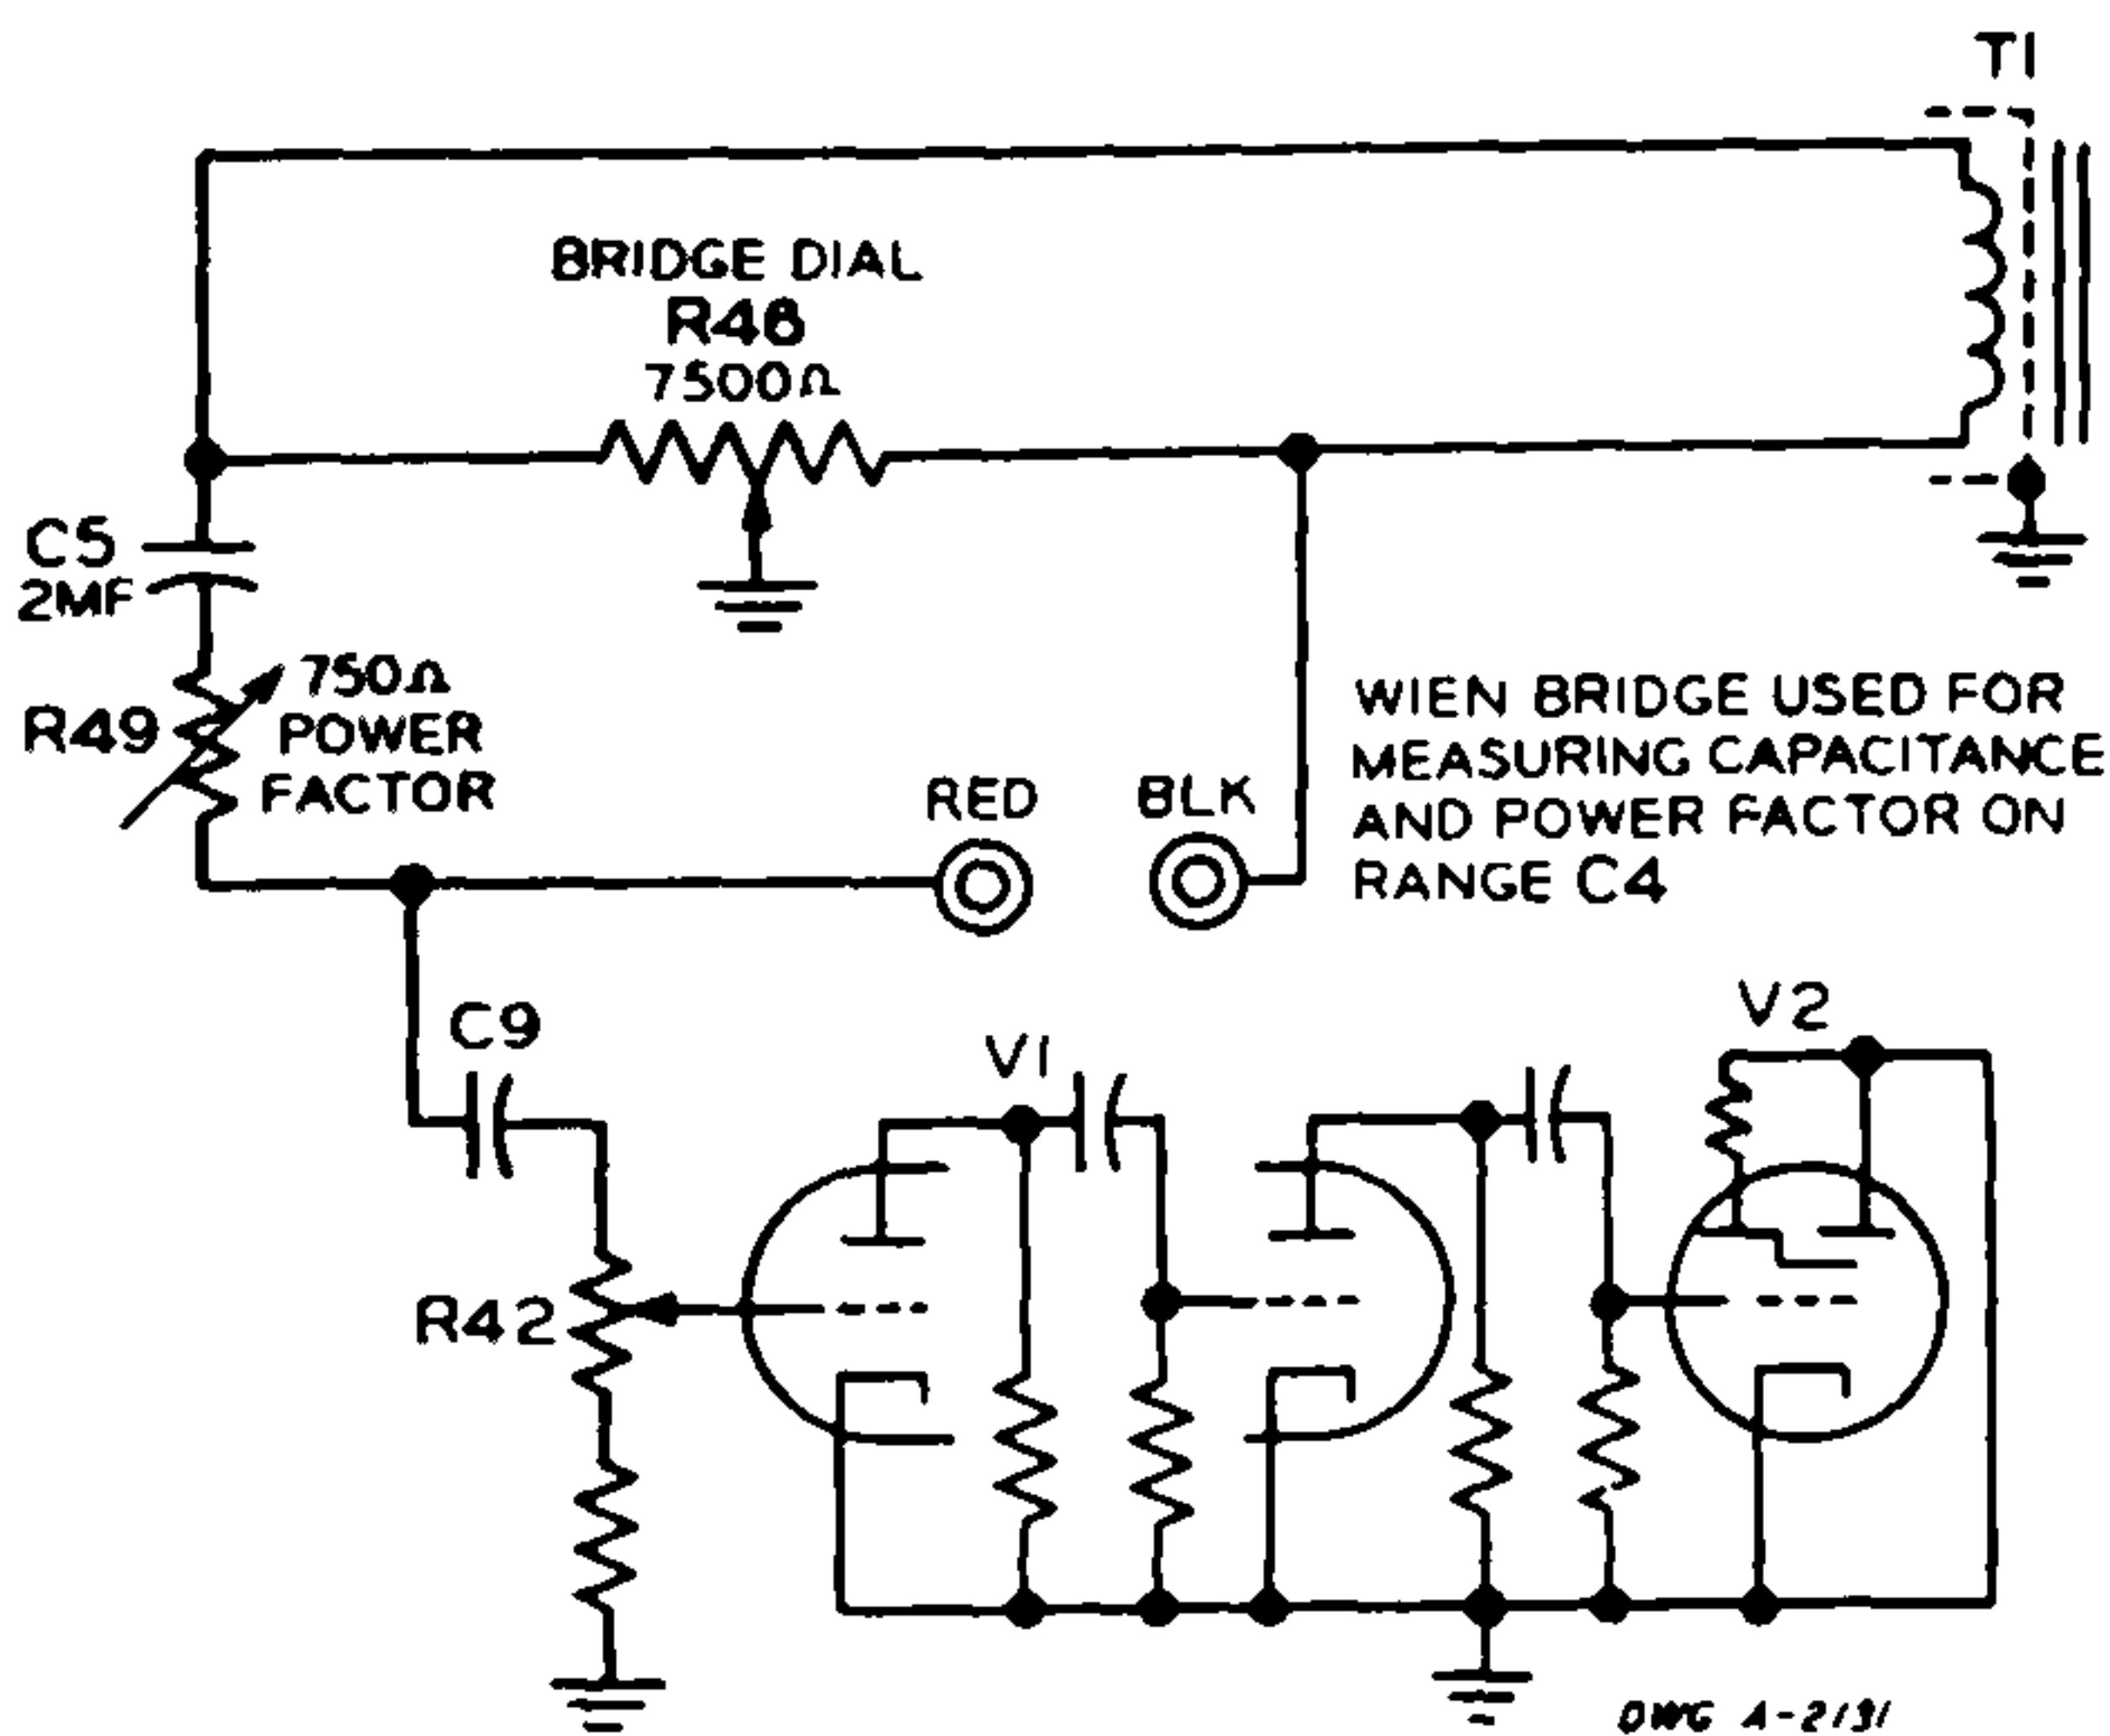 T1
BRIDGE DIAL
R48
7500Ω
C5
2MF
R49
750Ω
POWER
FACTOR
RED
BLK
WIEN BRIDGE USED FOR
MEASURING CAPACITANCE
AND POWER FACTOR ON
RANGE C4
C9
V1
V2
R42
DWG A-2191